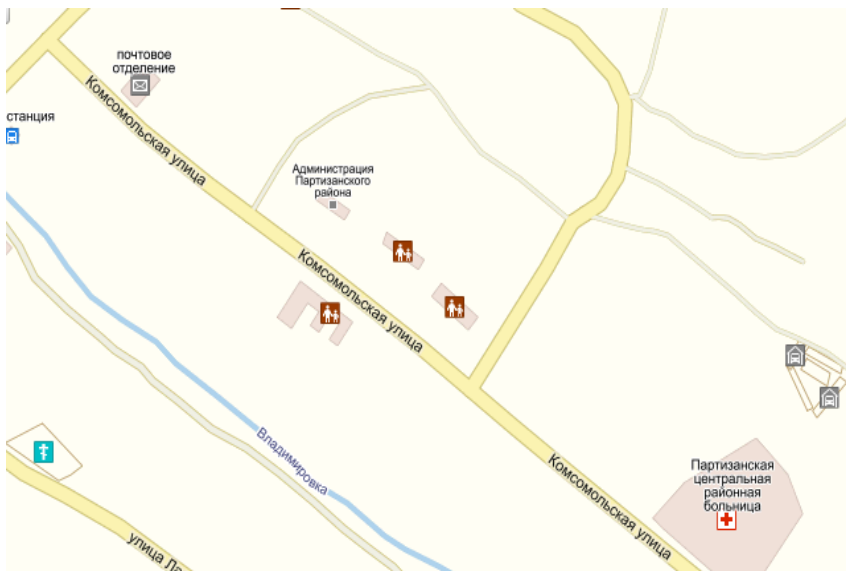 почтовое
отделение
станция
Комсомольская улица
Администрация
Партизанского
района
Комсомольская улица
Владимировка
Комсомольская улица
Партизанская
центральная
районная
больница
улица